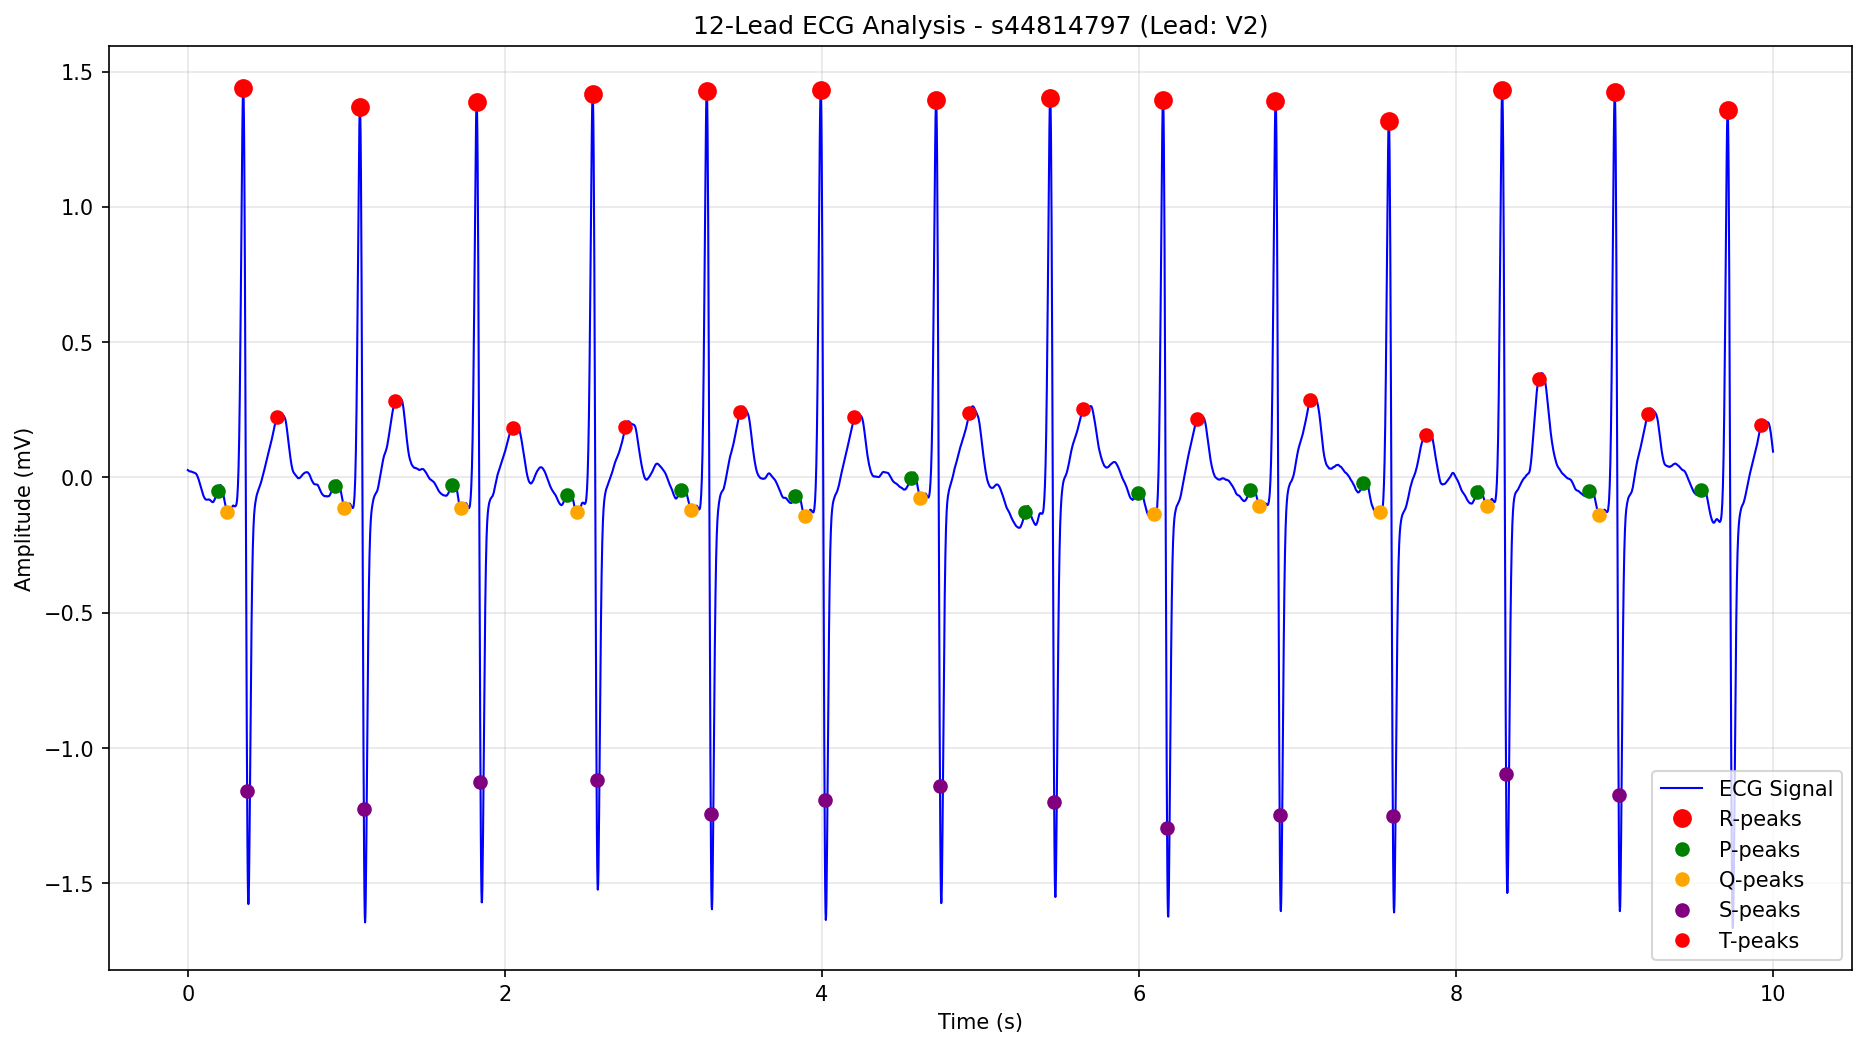 12-Lead ECG Analysis - s44814797 (Lead: V2)
Amplitude (mV)
1.5
1.0
0.5
0.0
−0.5
−1.0
−1.5
ECG Signal
R-peaks
P-peaks
Q-peaks
S-peaks
T-peaks
0 2 4 6 8 10
Time (s)